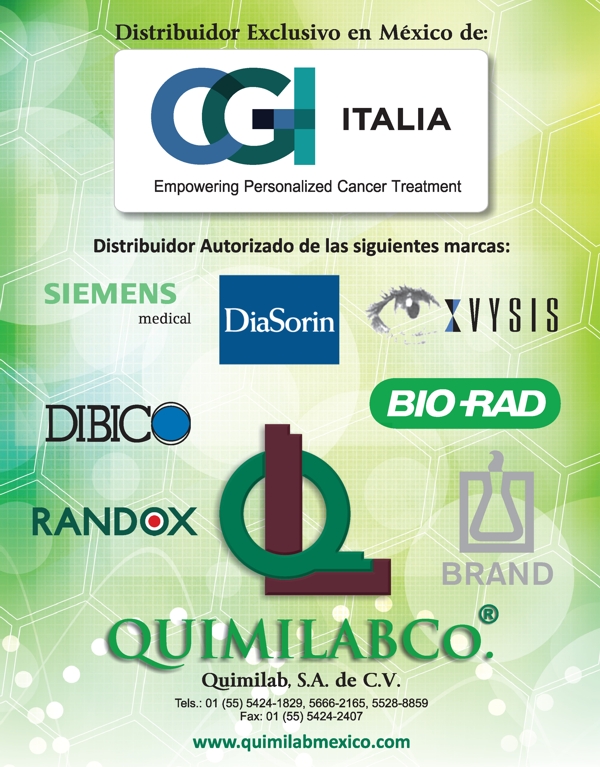 Distribuidor Exclusivo en México de:
CGI ITALIA
Empowering Personalized Cancer Treatment
Distribuidor Autorizado de las siguientes marcas:
SIEMENS
medical
DiaSorin
VYSIS
DIBICO
BIO-RAD
RANDOX
BRAND
QL
QUIMILABCo.®
Quimilab, S.A. de C.V.
Tels.: 01 (55) 5424-1829, 5666-2165, 5528-8859
Fax: 01 (55) 5424-2407
www.quimilabmexico.com